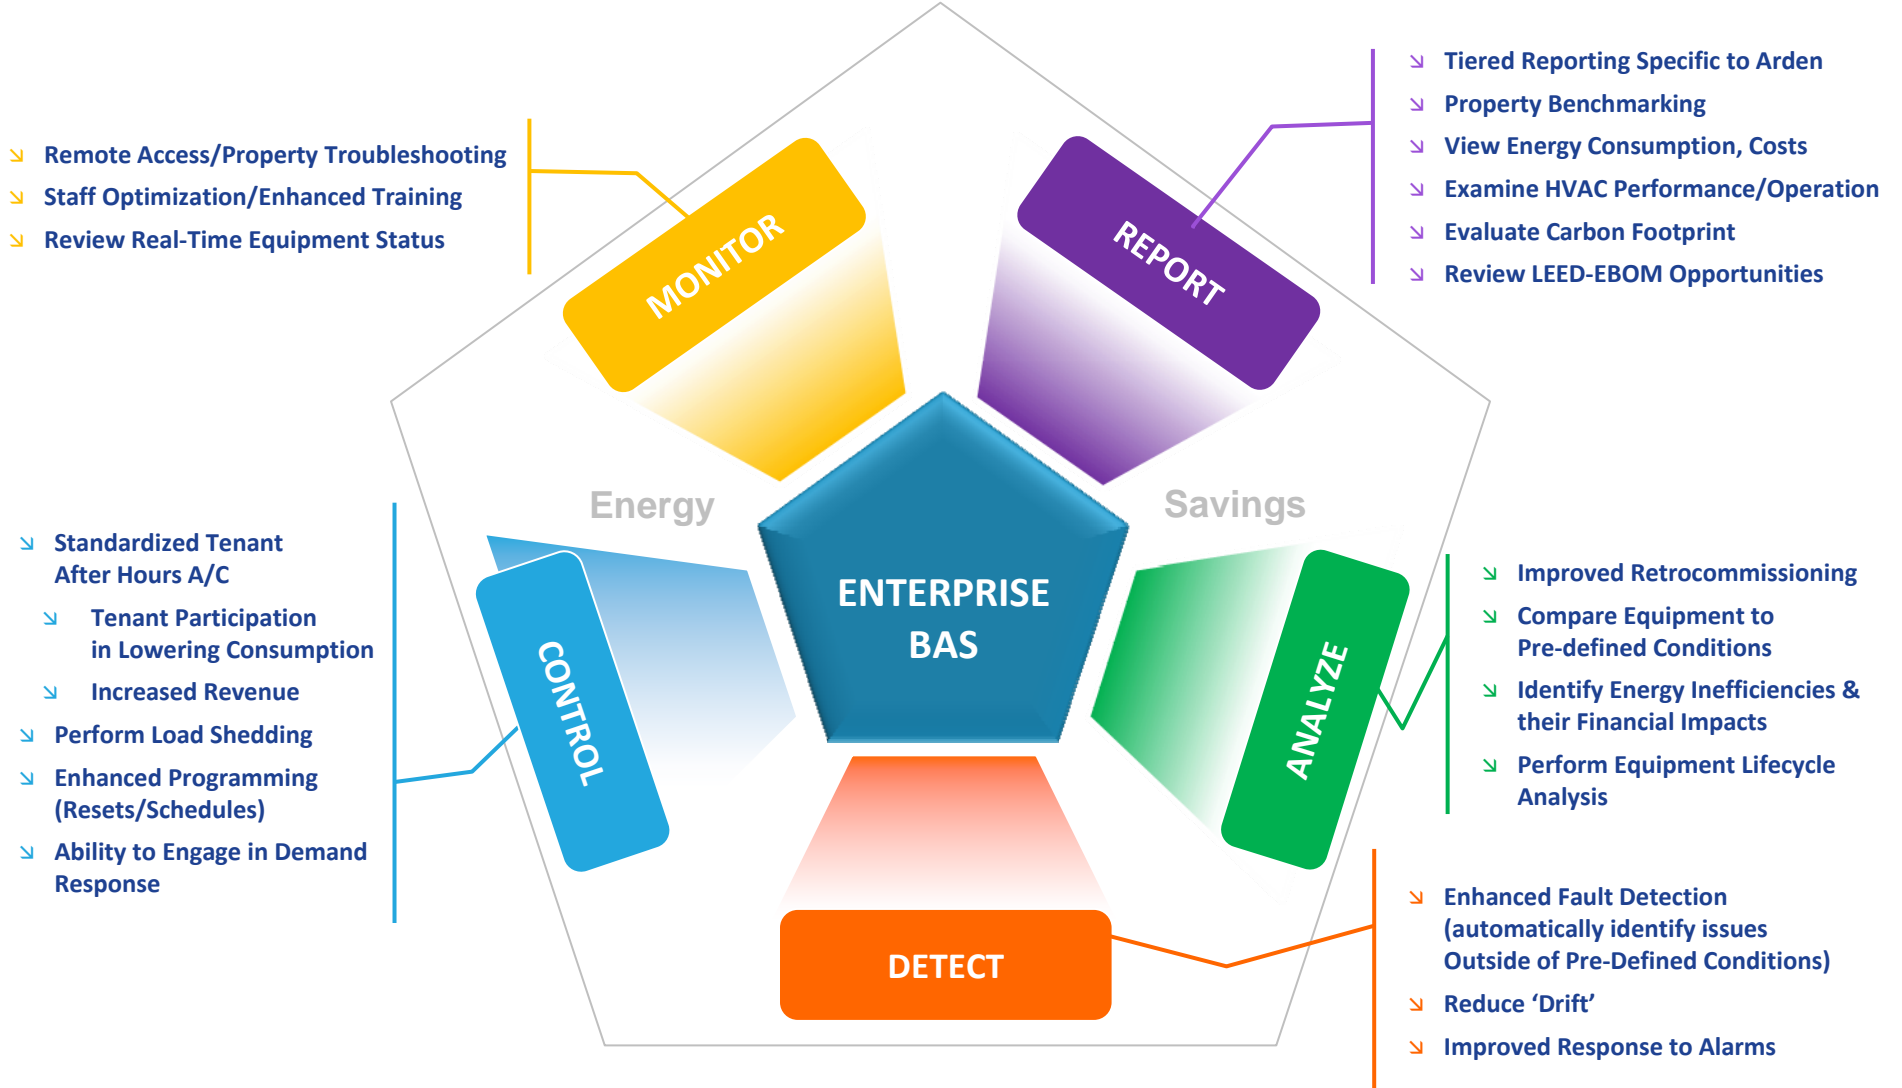 Remote Access/Property Troubleshooting
Staff Optimization/Enhanced Training
Review Real-Time Equipment Status
MONITOR
REPORT
Tiered Reporting Specific to Arden
Property Benchmarking
View Energy Consumption, Costs
Examine HVAC Performance/Operation
Evaluate Carbon Footprint
Review LEED-EBOM Opportunities
Energy
Savings
ENTERPRISE
BAS
Standardized Tenant
After Hours A/C
Tenant Participation
in Lowering Consumption
Increased Revenue
Perform Load Shedding
Enhanced Programming
(Resets/Schedules)
Ability to Engage in Demand
Response
CONTROL
ANALYZE
Improved Retrocommissioning
Compare Equipment to
Pre-defined Conditions
Identify Energy Inefficiencies &
their Financial Impacts
Perform Equipment Lifecycle
Analysis
DETECT
Enhanced Fault Detection
(automatically identify issues
Outside of Pre-Defined Conditions)
Reduce ‘Drift’
Improved Response to Alarms